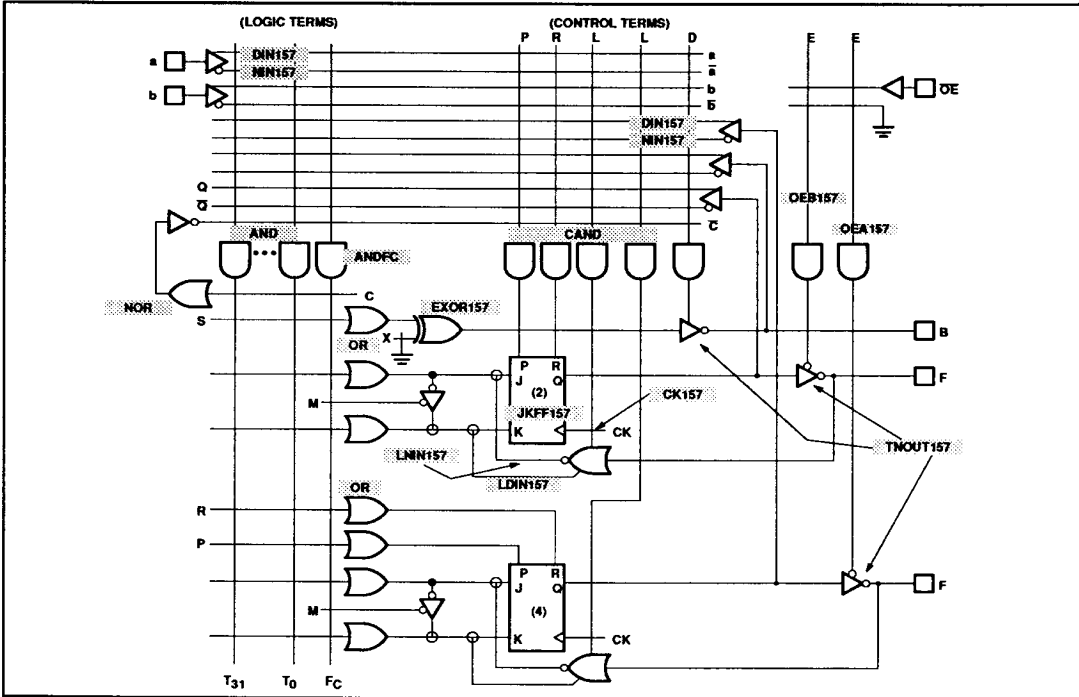 (LOGIC TERMS) (CONTROL TERMS)
P R L L D E E
a DIN157 a
NIN157 a̅
b b
b̅
O̅E̅
DIN157
NIN157
Q
Q̅
C̅
OEB157
OEA157
AND CAND
ANDFC
NOR C
S EXOR157
X B
OR
P R
J Q F
(2)
M JKFF157 CK157
K CK
TNOUT157
LNIN157
LDIN157
OR
R
P
P R
J Q F
(4)
M
K CK
T31 T0 FC